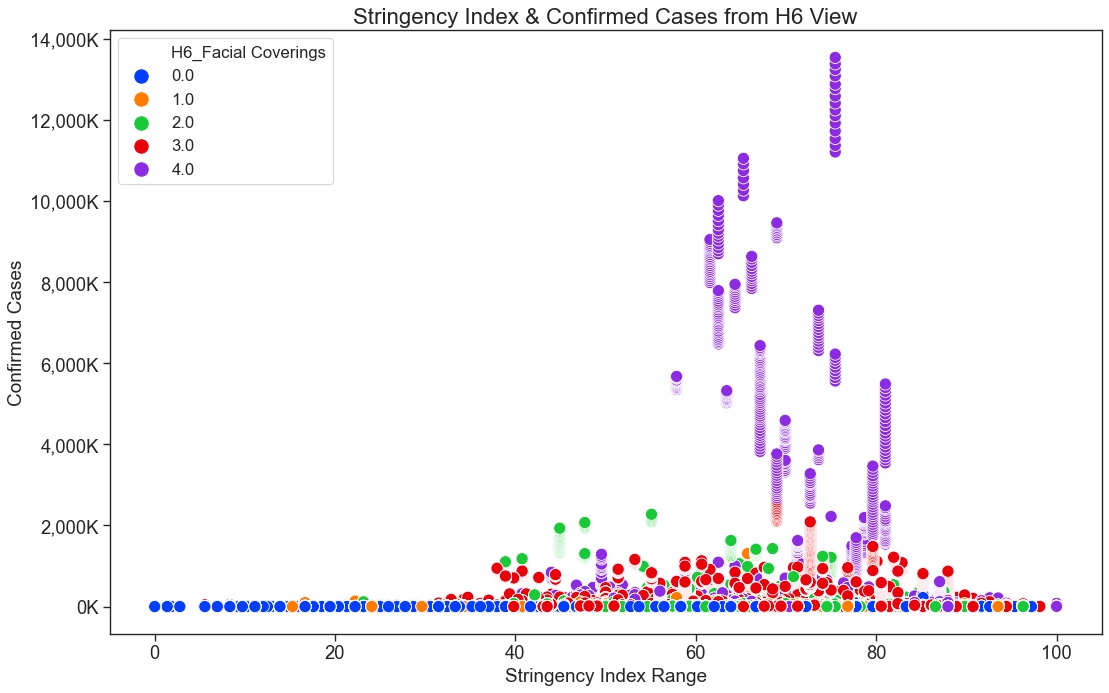 Stringency Index & Confirmed Cases from H6 View
14,000K
12,000K
10,000K
8,000K
6,000K
4,000K
2,000K
0K
Confirmed Cases
H6_Facial Coverings
0.0
1.0
2.0
3.0
4.0
0 20 40 60 80 100
Stringency Index Range